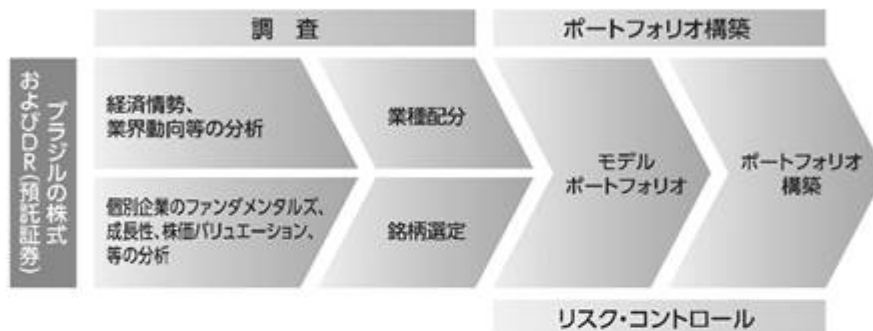 調 査
ポートフォリオ構築
ブラジルの株式
およびDR(預託証券)
経済情勢、
業界動向等の分析
業種配分
個別企業のファンダメンタルズ、
成長性、株価バリュエーション、
等の分析
銘柄選定
モデル
ポートフォリオ
ポートフォリオ
構築
リスク・コントロール